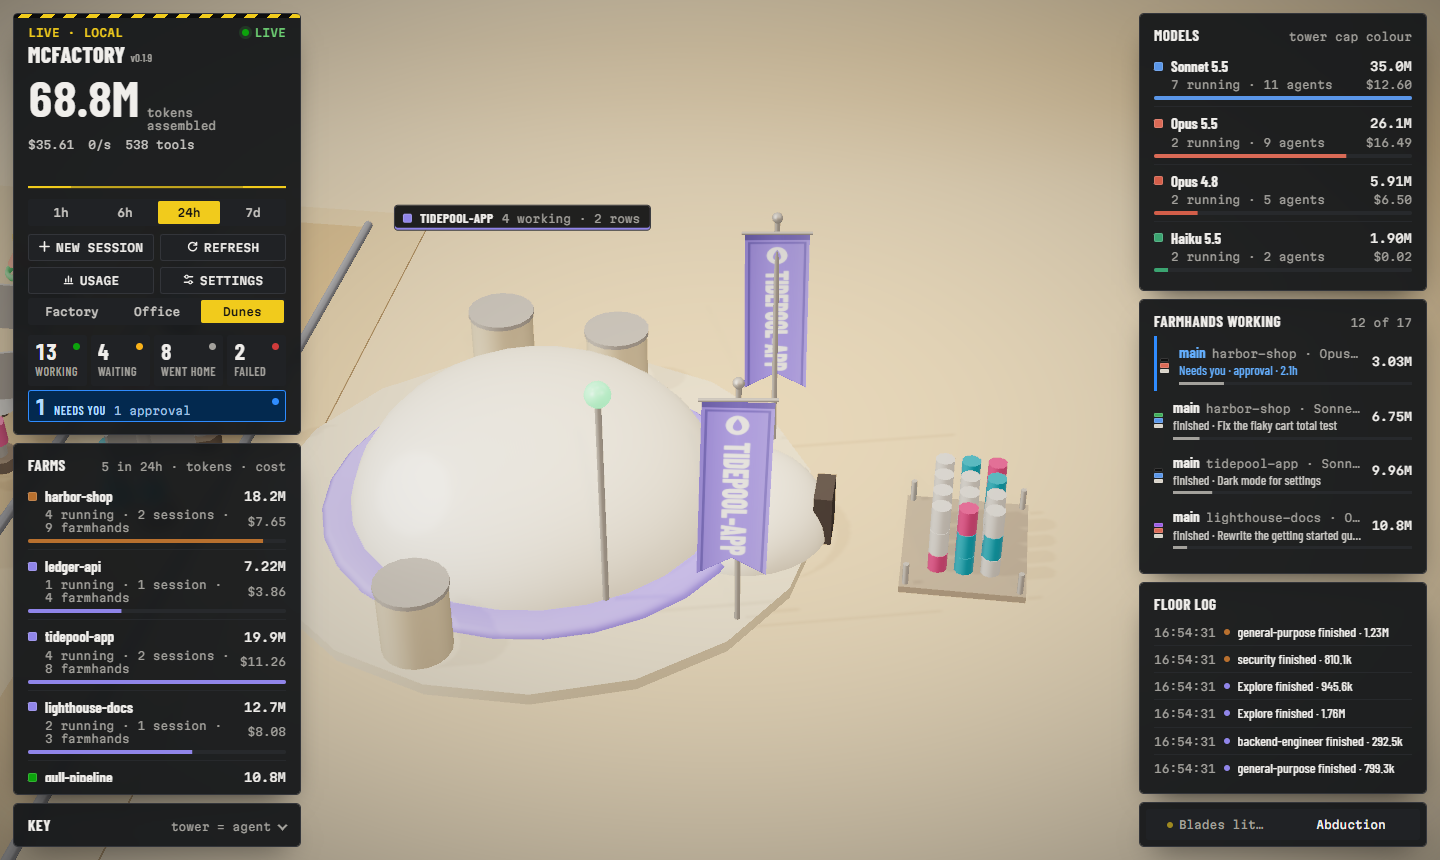 LIVE · LOCAL
LIVE
MCFACTORY v0.1.9
68.8M tokens assembled
$35.61 0/s 538 tools
1h 6h 24h 7d
+ NEW SESSION
REFRESH
USAGE
SETTINGS
Factory Office Dunes
13 WORKING
4 WAITING
8 WENT HOME
2 FAILED
1 NEEDS YOU 1 approval
FARMS 5 in 24h · tokens · cost
harbor-shop 18.2M
4 running · 2 sessions · 9 farmhands $7.65
ledger-api 7.22M
1 running · 1 session · 4 farmhands $3.86
tidepool-app 19.9M
4 running · 2 sessions · 8 farmhands $11.26
lighthouse-docs 12.7M
2 running · 1 session · 3 farmhands $8.08
gull-pipeline 10.8M
KEY tower = agent
TIDEPOOL-APP 4 working · 2 rows
TIDEPOOL-APP
TIDEPOOL-APP
MODELS tower cap colour
Sonnet 5.5 35.0M
7 running · 11 agents $12.60
Opus 5.5 26.1M
2 running · 9 agents $16.49
Opus 4.8 5.91M
2 running · 5 agents $6.50
Haiku 5.5 1.90M
2 running · 2 agents $0.02
FARMHANDS WORKING 12 of 17
main harbor-shop · Opus… 3.03M
Needs you · approval · 2.1h
main harbor-shop · Sonne… 6.75M
finished · Fix the flaky cart total test
main tidepool-app · Sonn… 9.96M
finished · Dark mode for settings
main lighthouse-docs · O… 10.8M
finished · Rewrite the getting started gu…
FLOOR LOG
16:54:31 general-purpose finished · 1.23M
16:54:31 security finished · 810.1k
16:54:31 Explore finished · 945.6k
16:54:31 Explore finished · 1.76M
16:54:31 backend-engineer finished · 292.5k
16:54:31 general-purpose finished · 799.3k
Blades lit… Abduction